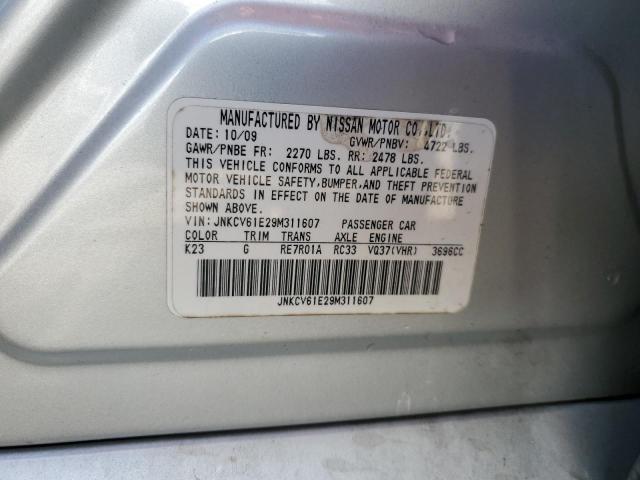 MANUFACTURED BY NISSAN MOTOR CO.,LTD.
DATE: 10/09 GVWR/PNBV: 4722 LBS.
GAWR/PNBE FR: 2270 LBS. RR: 2478 LBS.
THIS VEHICLE CONFORMS TO ALL APPLICABLE FEDERAL
MOTOR VEHICLE SAFETY,BUMPER,AND THEFT PREVENTION
STANDARDS IN EFFECT ON THE DATE OF MANUFACTURE
SHOWN ABOVE.
VIN: JNKCV61E29M311607 PASSENGER CAR
COLOR TRIM TRANS AXLE ENGINE
K23 G RE7R01A RC33 VQ37(VHR) 3696CC
JNKCV61E29M311607